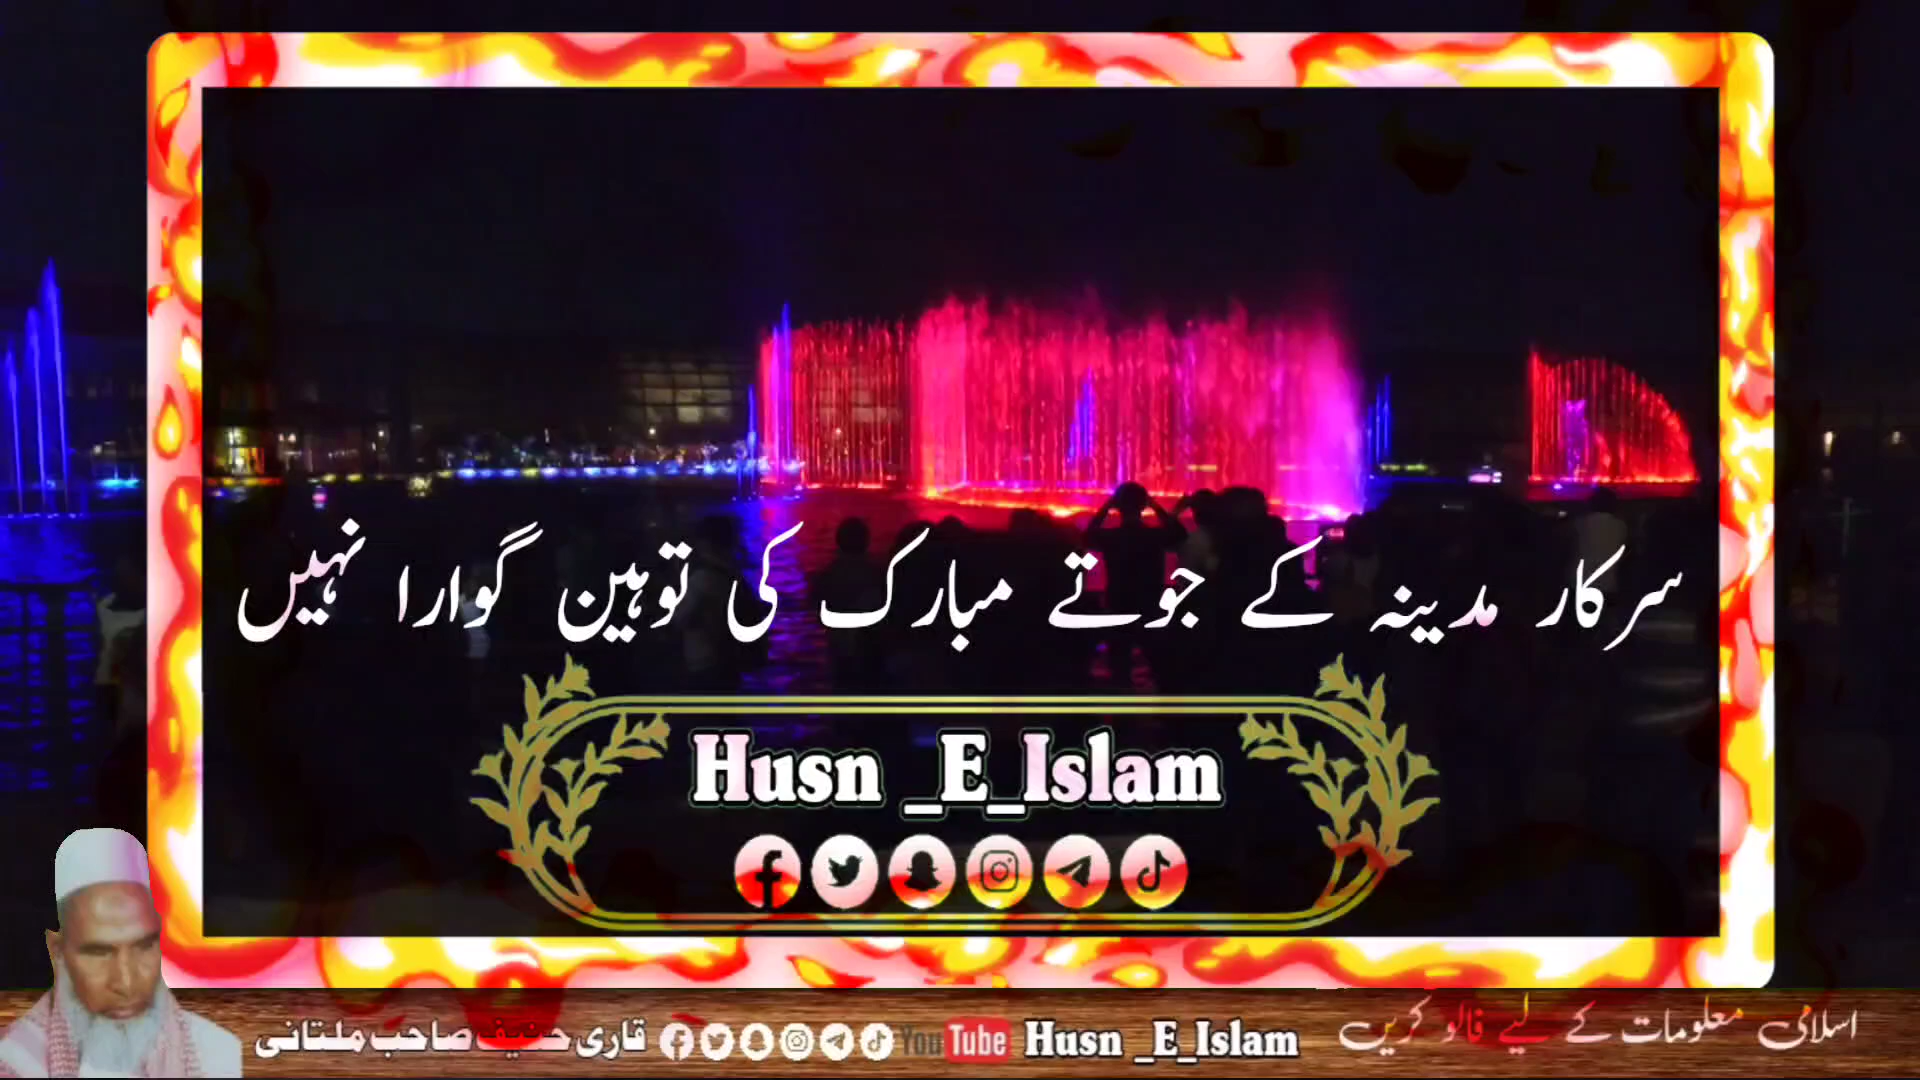 سرکار مدینہ کے جوتے مبارک کی توہین گوارا نہیں
Husn _E_Islam
قاری حنیف صاحب ملتانی
YouTube Husn _E_Islam
اسلامی معلومات کے لیے فالو کریں